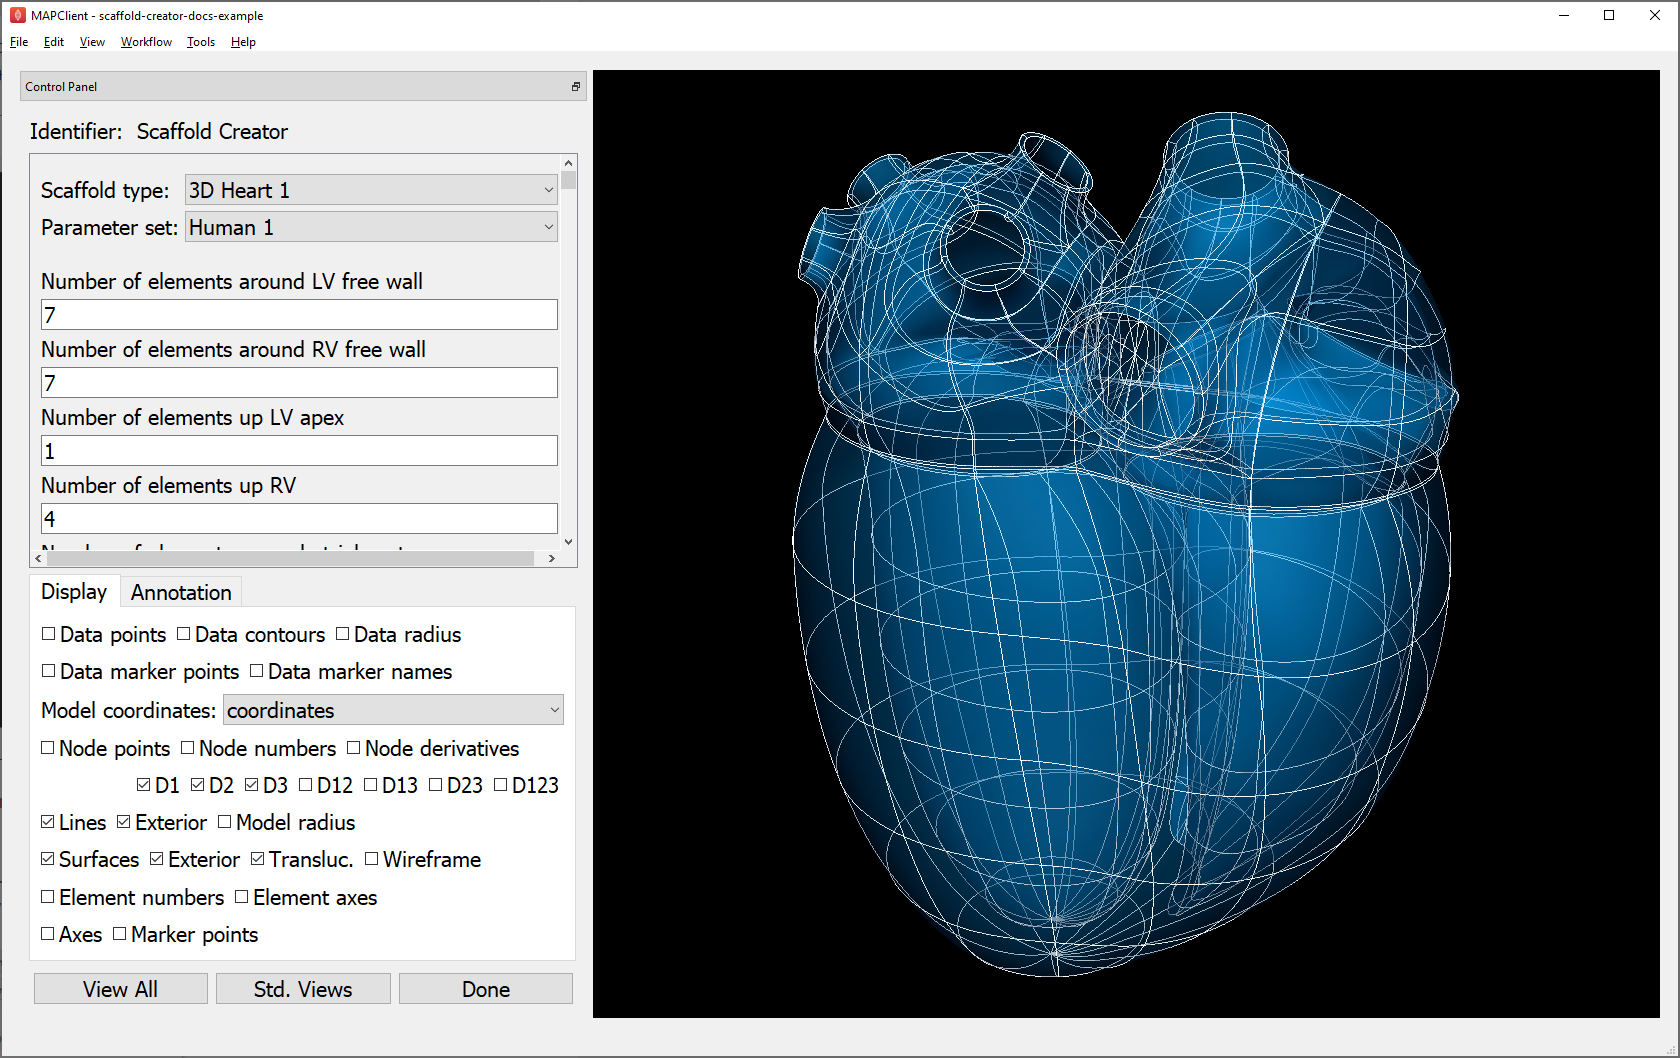 MAPClient - scaffold-creator-docs-example
File Edit View Workflow Tools Help
Control Panel
Identifier: Scaffold Creator
Scaffold type: 3D Heart 1
Parameter set: Human 1
Number of elements around LV free wall
7
Number of elements around RV free wall
7
Number of elements up LV apex
1
Number of elements up RV
4
Display Annotation
Data points Data contours Data radius
Data marker points Data marker names
Model coordinates: coordinates
Node points Node numbers Node derivatives
D1 D2 D3 D12 D13 D23 D123
Lines Exterior Model radius
Surfaces Exterior Transluc. Wireframe
Element numbers Element axes
Axes Marker points
View All Std. Views Done